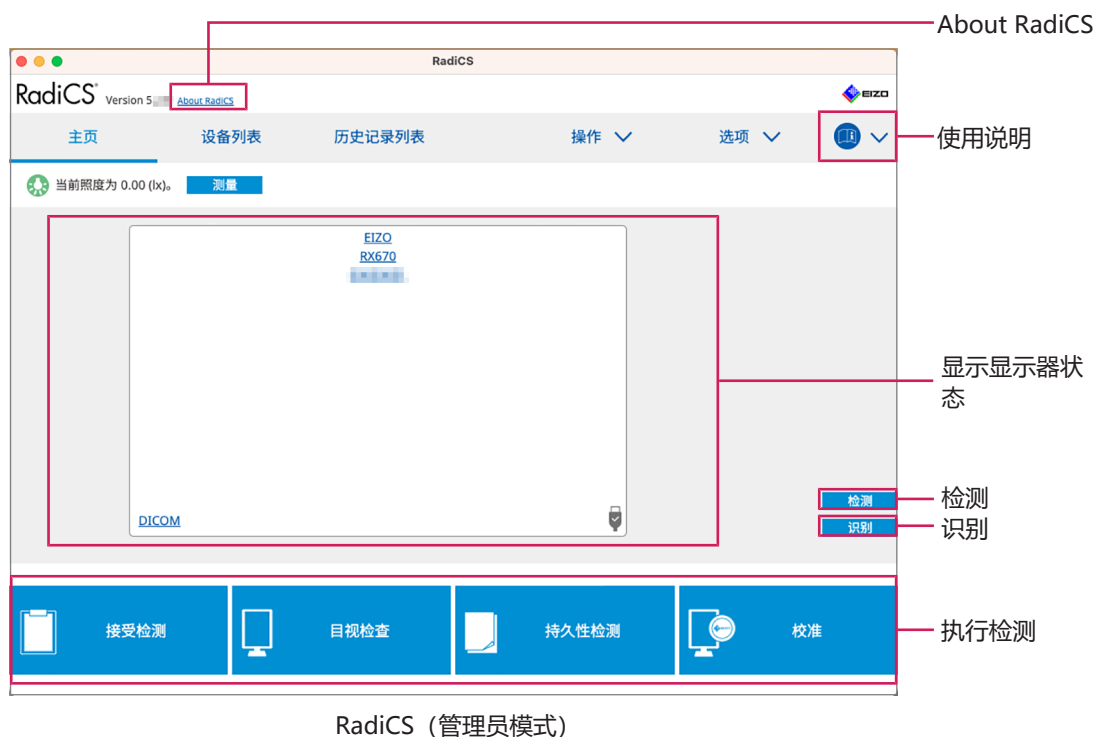 About RadiCS
RadiCS
RadiCS Version 5 About RadiCS
EIZO
主页 设备列表 历史记录列表 操作 选项
使用说明
当前照度为 0.00 (lx)。 测量
EIZO
RX670
显示显示器状
态
DICOM
检测 检测
识别 识别
接受检测 目视检查 持久性检测 校准
执行检测
RadiCS（管理员模式）